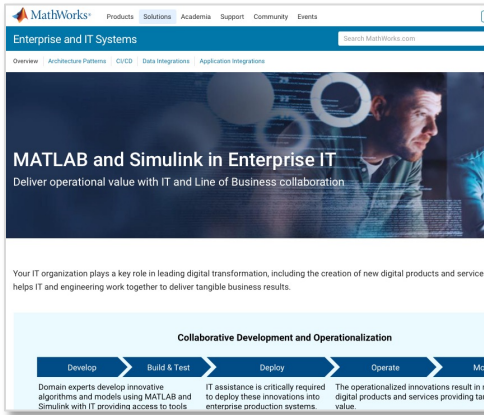 MathWorks®
Products Solutions Academia Support Community Events
Enterprise and IT Systems
Search MathWorks.com
Overview Architecture Patterns CI/CD Data Integrations Application Integrations
MATLAB and Simulink in Enterprise IT
Deliver operational value with IT and Line of Business collaboration
Your IT organization plays a key role in leading digital transformation, including the creation of new digital products and service
helps IT and engineering work together to deliver tangible business results.
Collaborative Development and Operationalization
Develop Build & Test Deploy Operate Mo
Domain experts develop innovative
algorithms and models using MATLAB and
Simulink with IT providing access to tools
IT assistance is critically required
to deploy these innovations into
enterprise production systems.
The operationalized innovations result in
digital products and services providing
value.